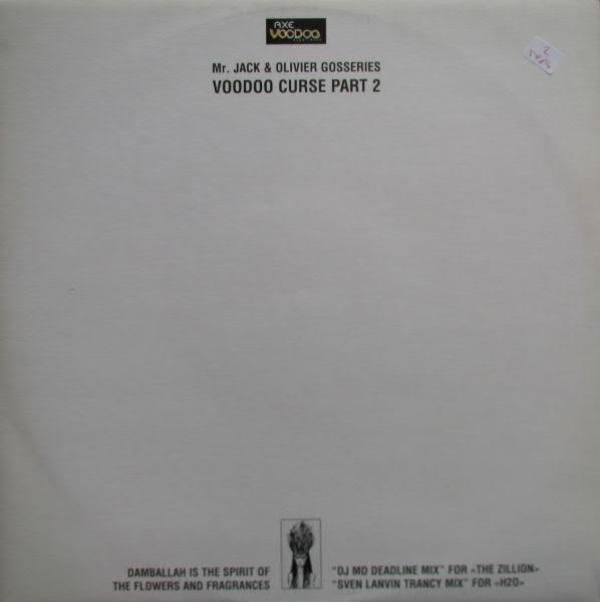 AXE
VOODOO
Mr. JACK & OLIVIER GOSSERIES
VOODOO CURSE PART 2
2
DAMBALLAH IS THE SPIRIT OF
THE FLOWERS AND FRAGRANCES
"DJ MO DEADLINE MIX" FOR «THE ZILLION»
"SVEN LANVIN TRANCY MIX" FOR «H2O»